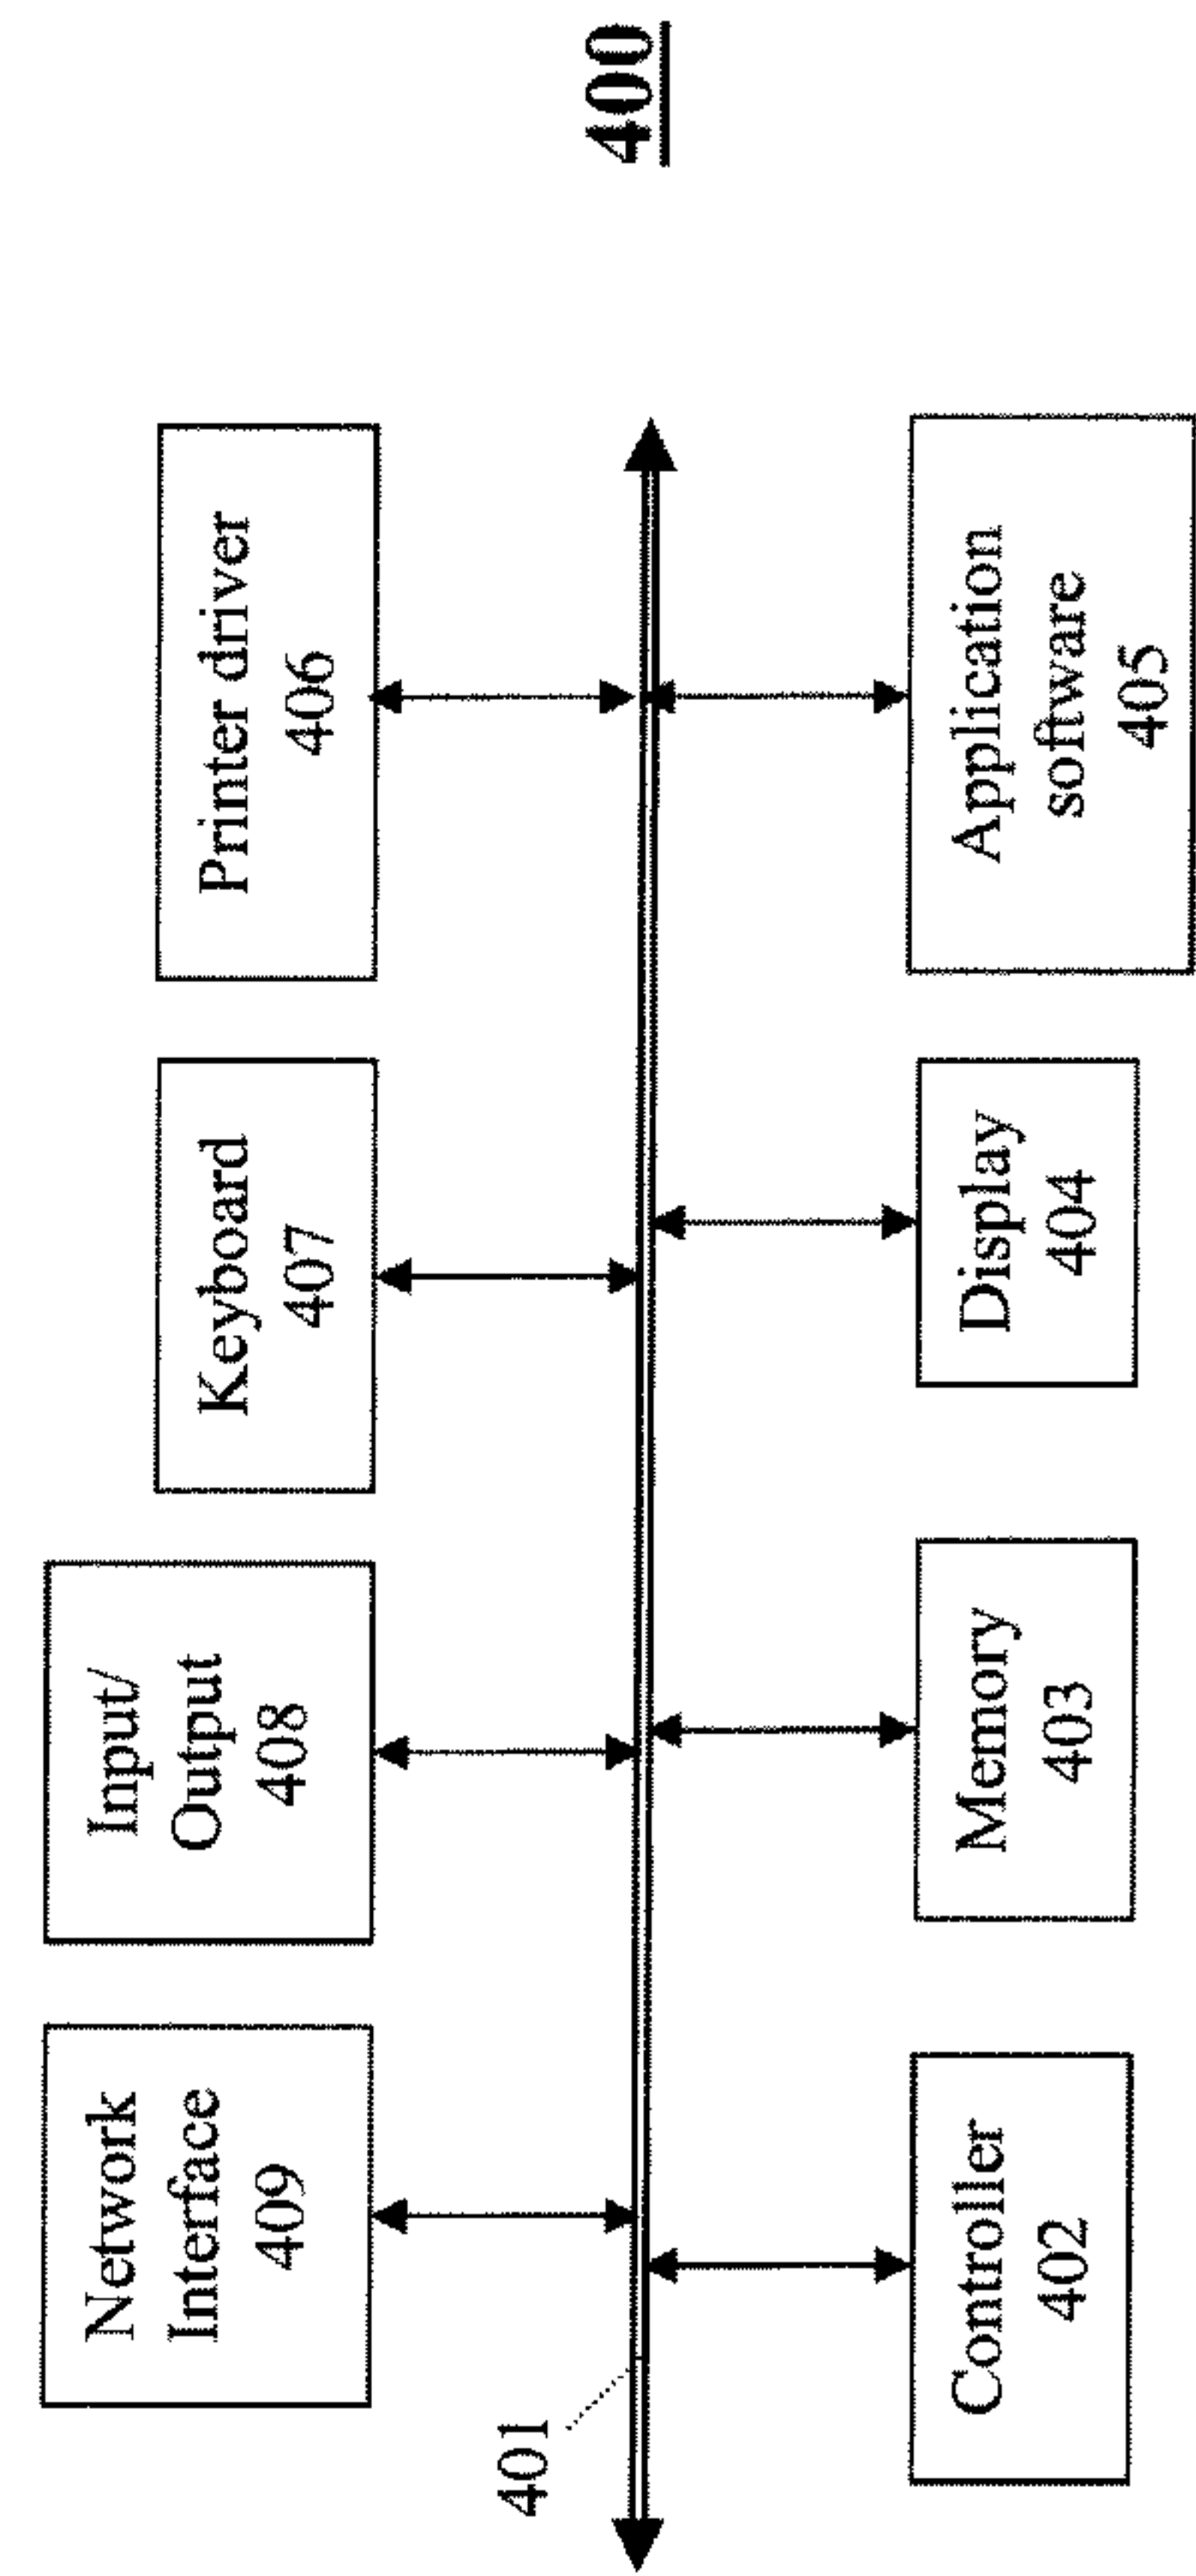 400
Network
Interface
409
Input/
Output
408
Keyboard
407
Printer driver
406
401
Controller
402
Memory
403
Display
404
Application
software
405